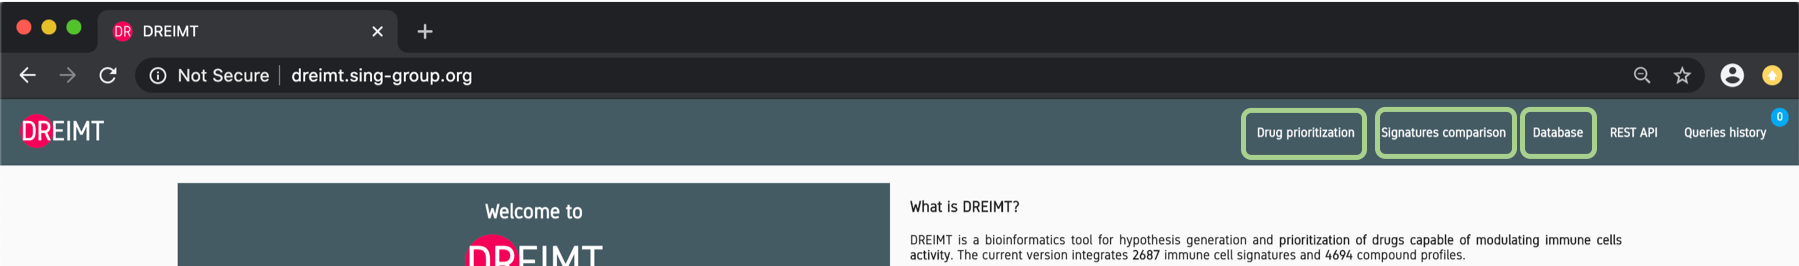 DR DREIMT
Not Secure dreimt.sing-group.org
DREIMT
Drug prioritization Signatures comparison Database REST API Queries history 0
Welcome to
DREIMT
What is DREIMT?
DREIMT is a bioinformatics tool for hypothesis generation and prioritization of drugs capable of modulating immune cells
activity. The current version integrates 2687 immune cell signatures and 4694 compound profiles.